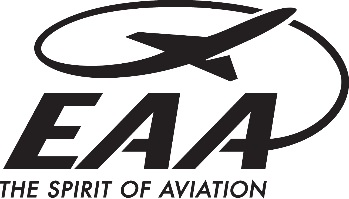 EAA
THE SPIRIT OF AVIATION